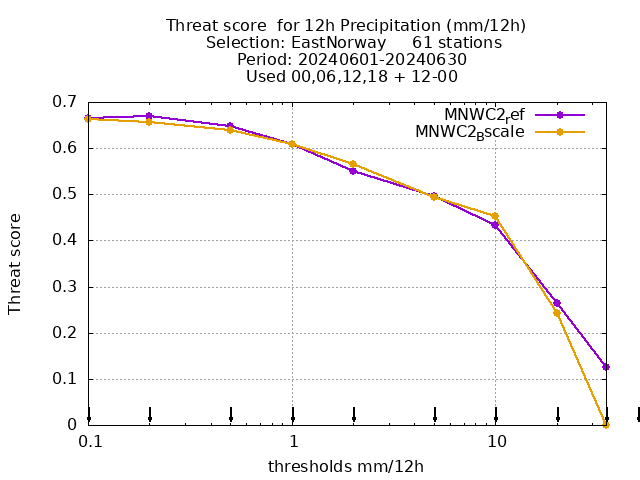 Threat score  for 12h Precipitation (mm/12h)
Selection: EastNorway     61 stations
Period: 20240601-20240630
Used 00,06,12,18 + 12-00
0.7
0.6
0.5
0.4
0.3
0.2
0.1
0
Threat score
MNWC2ref
MNWC2Bscale
0.1
1
10
thresholds mm/12h